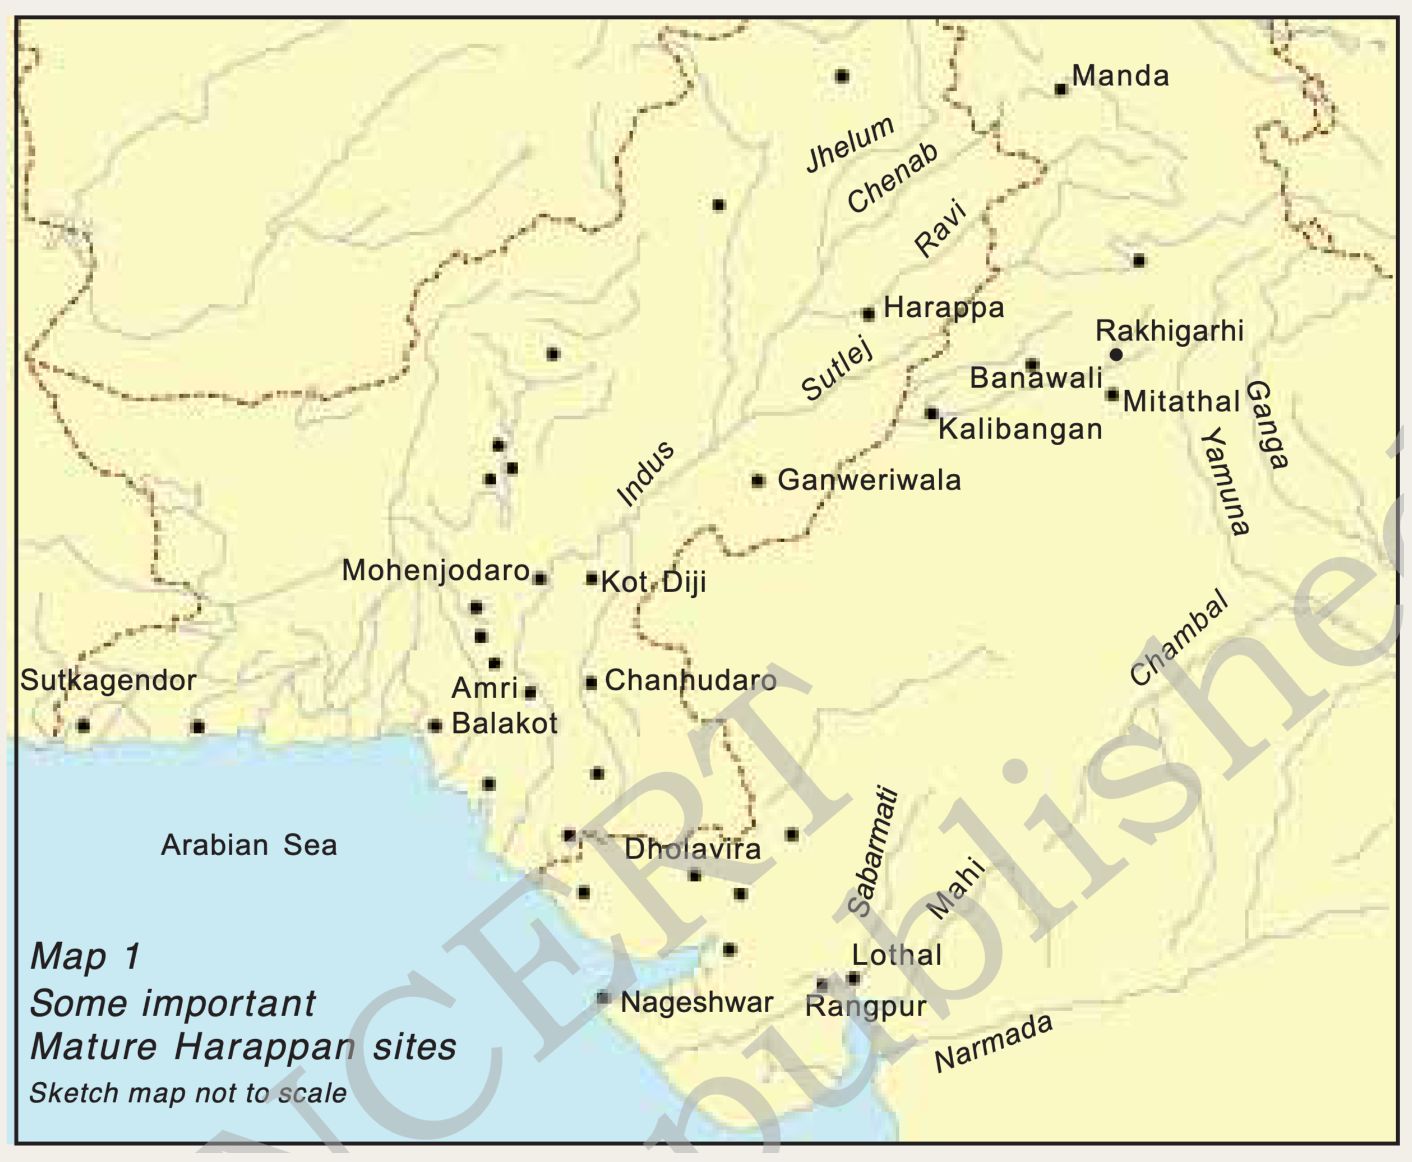 Manda
Jhelum
Chenab
Ravi
Harappa
Rakhigarhi
Sutlej
Banawali
Mitathal
Ganga
Kalibangan
Yamuna
Indus
Ganweriwala
Mohenjodaro
Kot Diji
Chambal
Sutkagendor
Amri
Chanhudaro
Balakot
Arabian Sea
Dholavira
Sabarmati
Mahi
Lothal
Nageshwar
Rangpur
Narmada
Map 1
Some important
Mature Harappan sites
Sketch map not to scale
NCERT